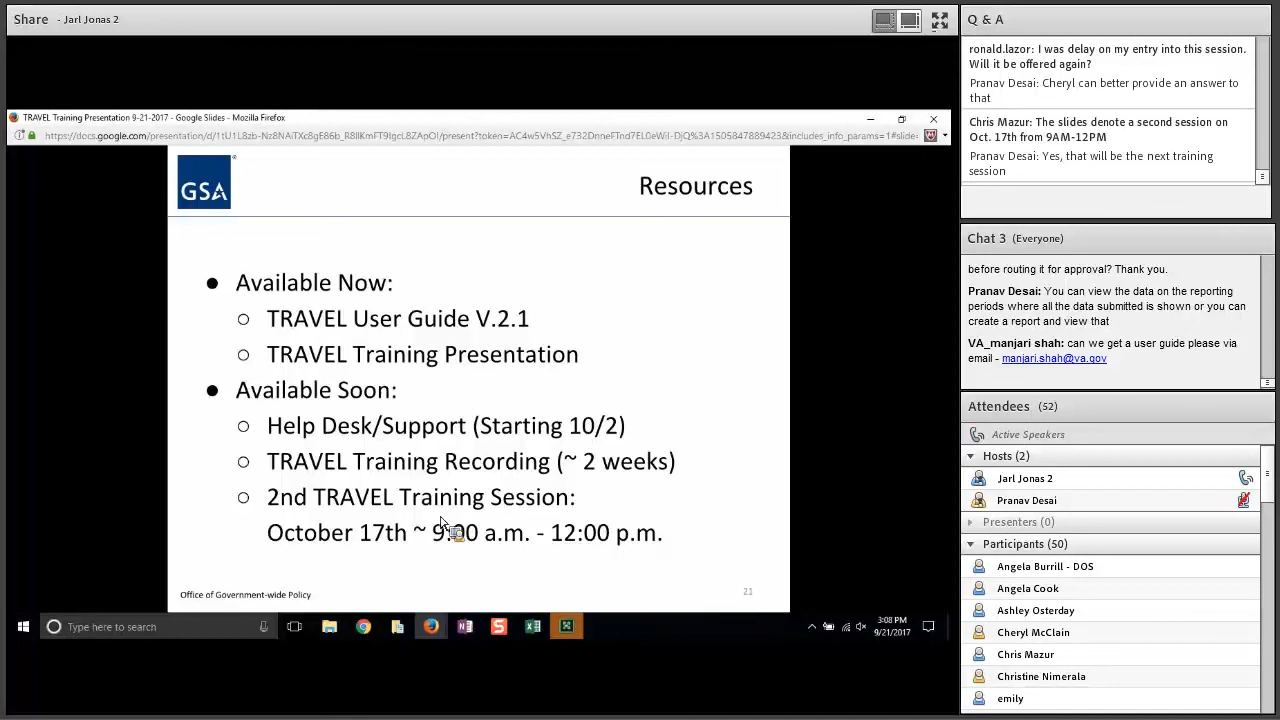 Share - Jarl Jonas 2
TRAVEL Training Presentation 9-21-2017 - Google Slides - Mozilla Firefox
GSA
Resources
● Available Now:
○ TRAVEL User Guide V.2.1
○ TRAVEL Training Presentation
● Available Soon:
○ Help Desk/Support (Starting 10/2)
○ TRAVEL Training Recording (~ 2 weeks)
○ 2nd TRAVEL Training Session:
October 17th ~ 9:00 a.m. - 12:00 p.m.
Office of Government-wide Policy
21
Type here to search
3:08 PM
9/21/2017
Q & A
ronald.lazor: I was delay on my entry into this session.
Will it be offered again?
Pranav Desai: Cheryl can better provide an answer to
that
Chris Mazur: The slides denote a second session on
Oct. 17th from 9AM-12PM
Pranav Desai: Yes, that will be the next training
session
Chat 3 (Everyone)
before routing it for approval? Thank you.
Pranav Desai: You can view the data on the reporting
periods where all the data submitted is shown or you can
create a report and view that
VA_manjari shah: can we get a user guide please via
email - manjari.shah@va.gov
Attendees (52)
Active Speakers
Hosts (2)
Jarl Jonas 2
Pranav Desai
Presenters (0)
Participants (50)
Angela Burrill - DOS
Angela Cook
Ashley Osterday
Cheryl McClain
Chris Mazur
Christine Nimerala
emily